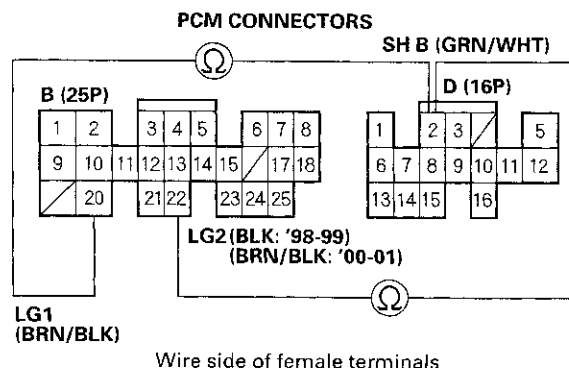 PCM CONNECTORS
SH B (GRN/WHT)
Ω
B (25P)
D (16P)
1 2 3 4 5 6 7 8
1 2 3 5
9 10 11 12 13 14 15 17 18
6 7 8 9 10 11 12
20 21 22 23 24 25
13 14 15 16
LG2 (BLK: '98-99)
(BRN/BLK: '00-01)
Ω
LG1
(BRN/BLK)
Wire side of female terminals